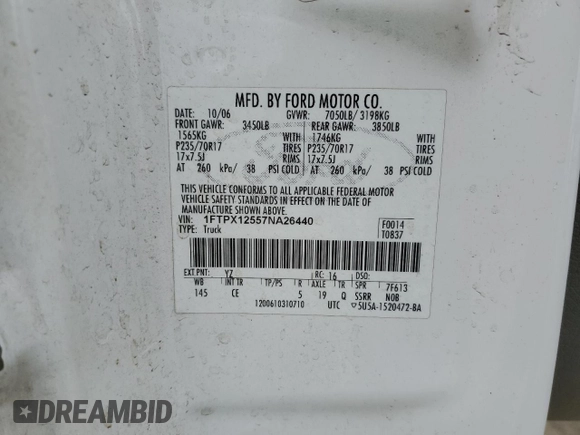 MFD. BY FORD MOTOR CO.
DATE: 10/06 GVWR: 7050LB/ 3198KG
FRONT GAWR: 3450LB REAR GAWR: 3850LB
1565KG WITH 1746KG WITH
P235/70R17 TIRES P235/70R17 TIRES
17x7.5J RIMS 17x7.5J RIMS
AT 260 kPa/ 38 PSI COLD AT 260 kPa/ 38 PSI COLD
THIS VEHICLE CONFORMS TO ALL APPLICABLE FEDERAL MOTOR
VEHICLE SAFETY STANDARDS IN EFFECT ON THE DATE OF
MANUFACTURE SHOWN ABOVE.
VIN: 1FTPX12557NA26440 F0014
TYPE: Truck T0837
EXT PNT: YZ RC: 16 DSO:
WB INT TR TP/PS R AXLE TR SPR 7F613
145 CE 5 19 Q SSRR NOB
1200610310710 UTC ▽5U5A-1520472-BA
DREAMBID